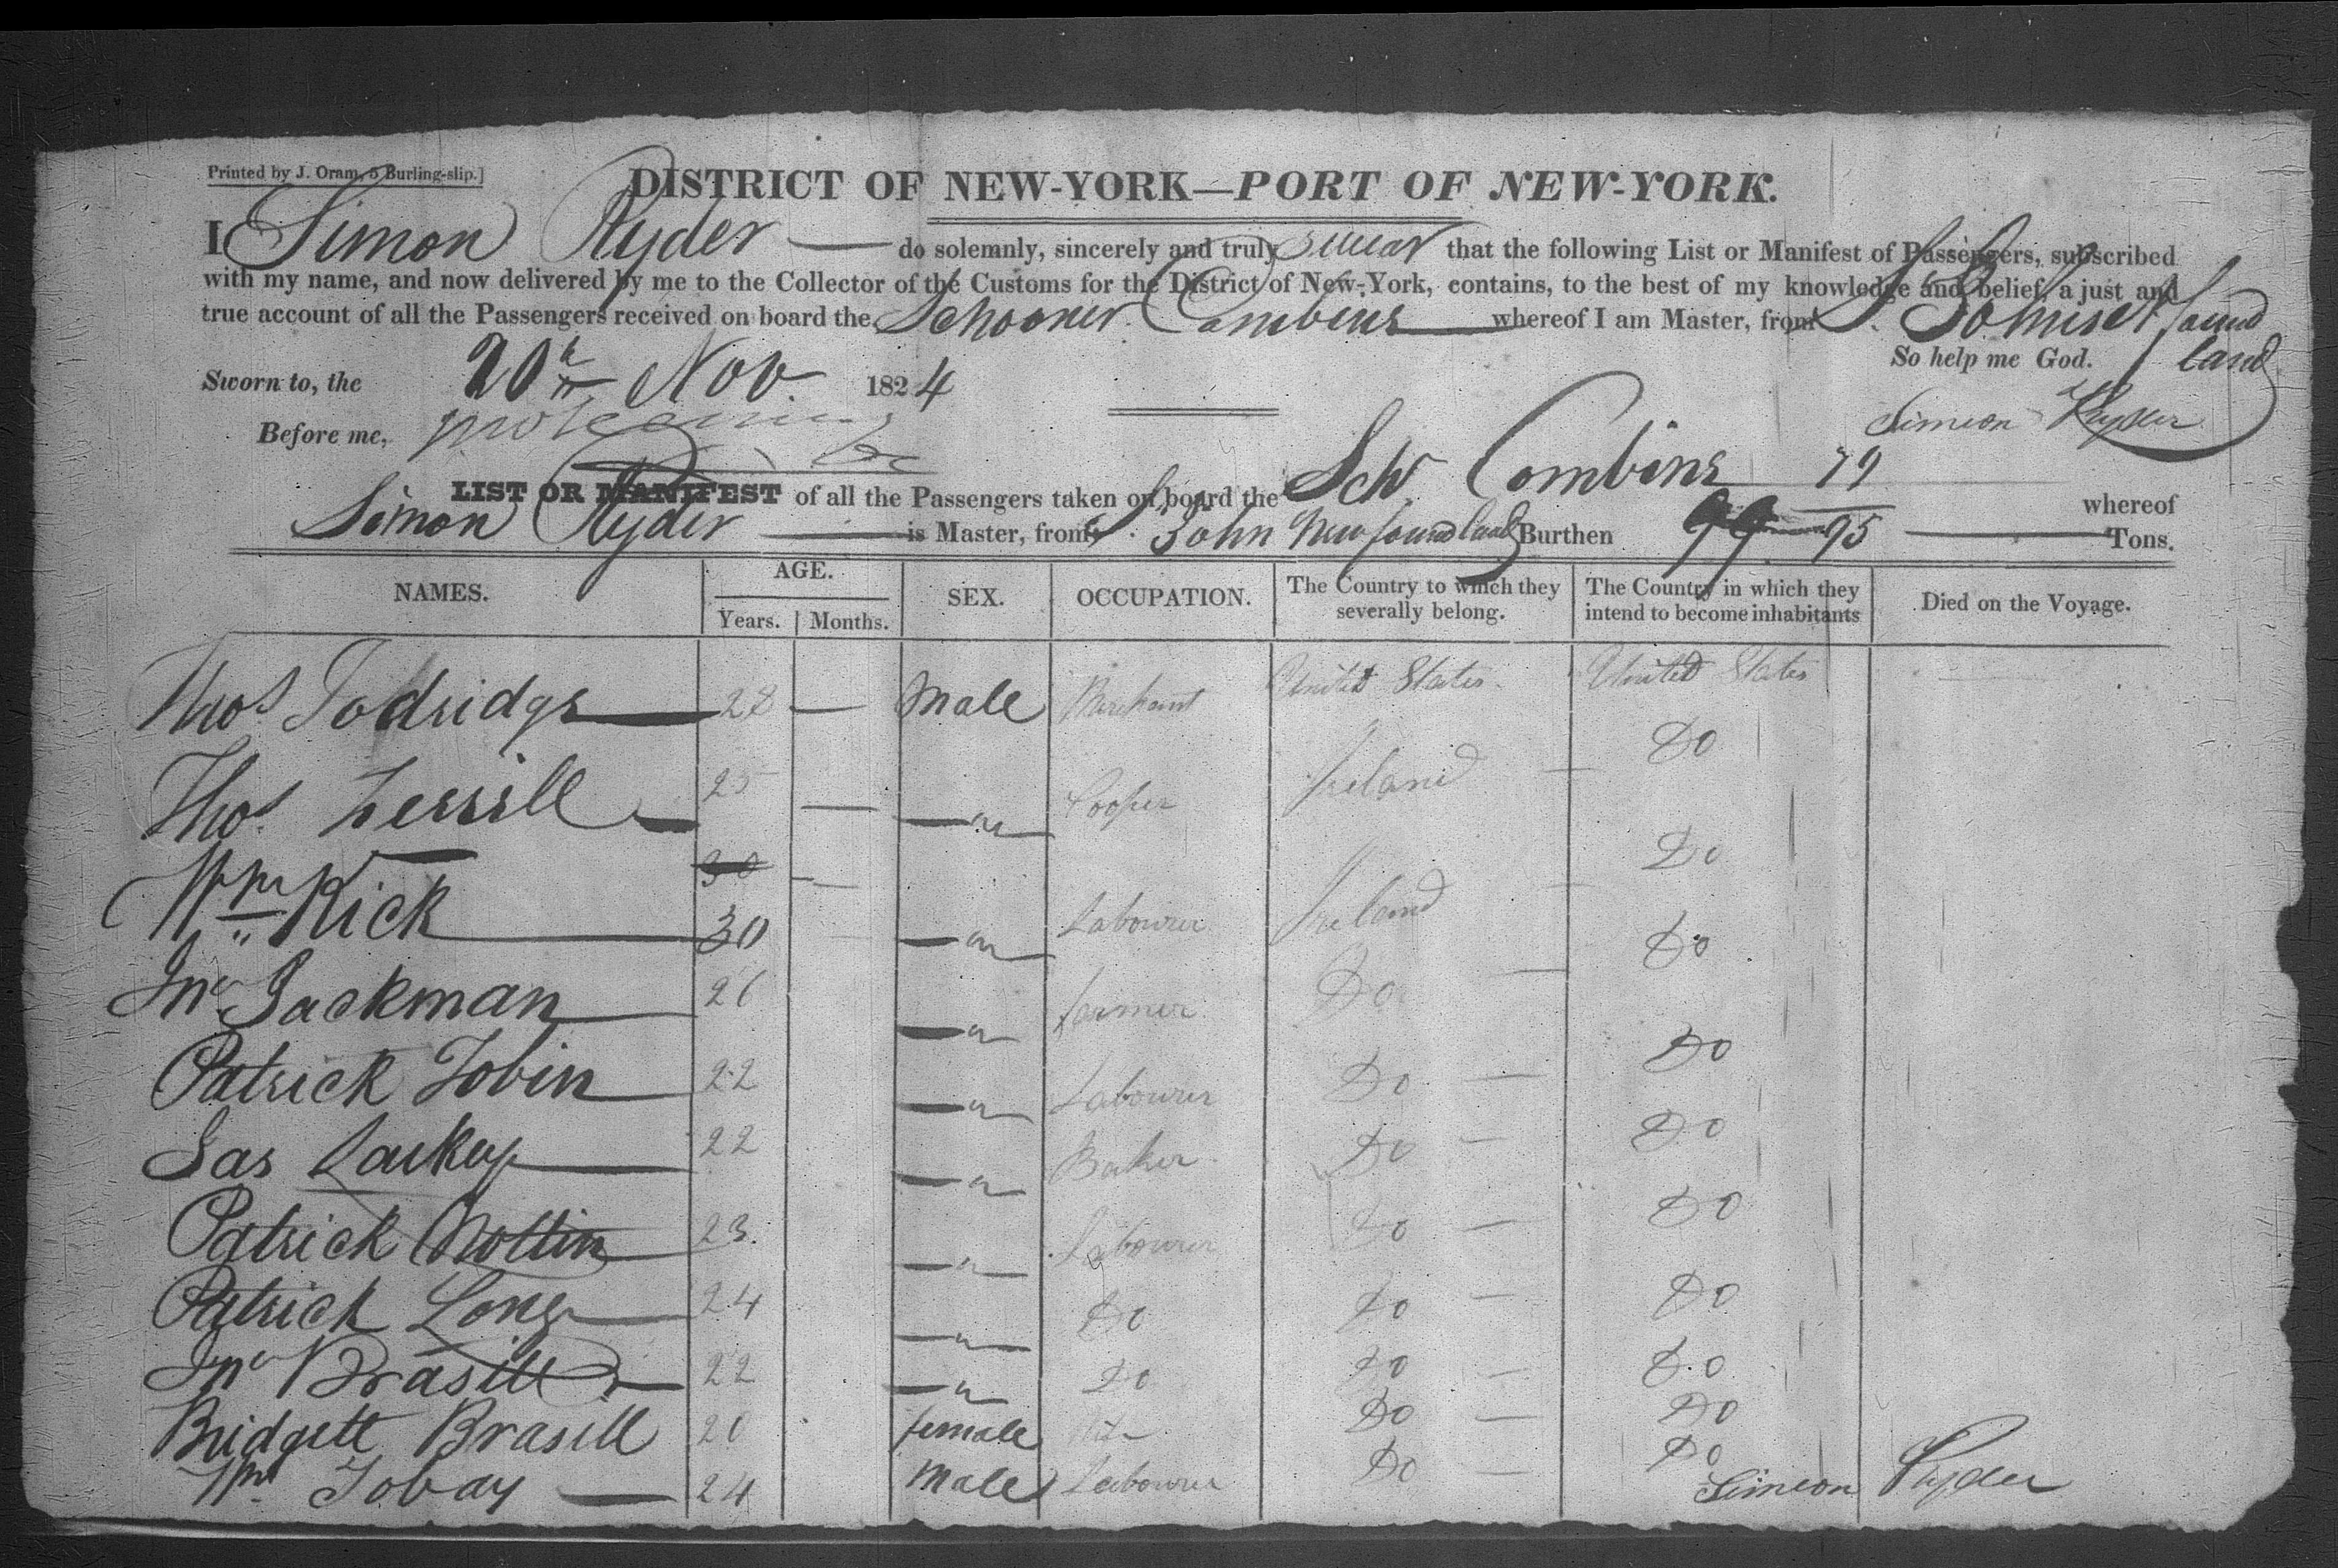 Printed by J. Oram, 5 Burling-slip.]
DISTRICT OF NEW-YORK—PORT OF NEW-YORK.
I Simon Ryder — do solemnly, sincerely and truly swear that the following List or Manifest of Passengers, subscribed
with my name, and now delivered by me to the Collector of the Customs for the District of New-York, contains, to the best of my knowledge and belief, a just and
true account of all the Passengers received on board the Schooner Combine whereof I am Master, from S. Johns Newfound
land
So help me God.
Sworn to, the 20th Nov 1824
Before me,
Simeon Ryder
LIST OR MANIFEST of all the Passengers taken on board the Schr Combine 79 whereof
Simon Ryder — is Master, from S. John Newfoundland Burthen 99 95 — Tons.
NAMES. AGE. SEX. OCCUPATION. The Country to which they severally belong. The Country in which they intend to become inhabitants Died on the Voyage.
Years. Months.
Thos Todridge 28 — Male Merchant United States United States
Thos 25 — Cooper Ireland — Do
30
Wm Kick 30 Labourer Ireland — Do
Jno Jackman 26 farmer Do — Do
Patrick Tobin 22 Labourer Do — Do
Jas Larkey 22 Baker Do — Do
Patrick Nottin 23 Labourer Do — Do
Patrick Long 24 Do Do — Do
Jno Brasill 22 Do Do — Do
Bridgett Brasill 20 female Do — Do
Wm Tobay — 24 Male Labourer Do — Do
Simeon Ryder